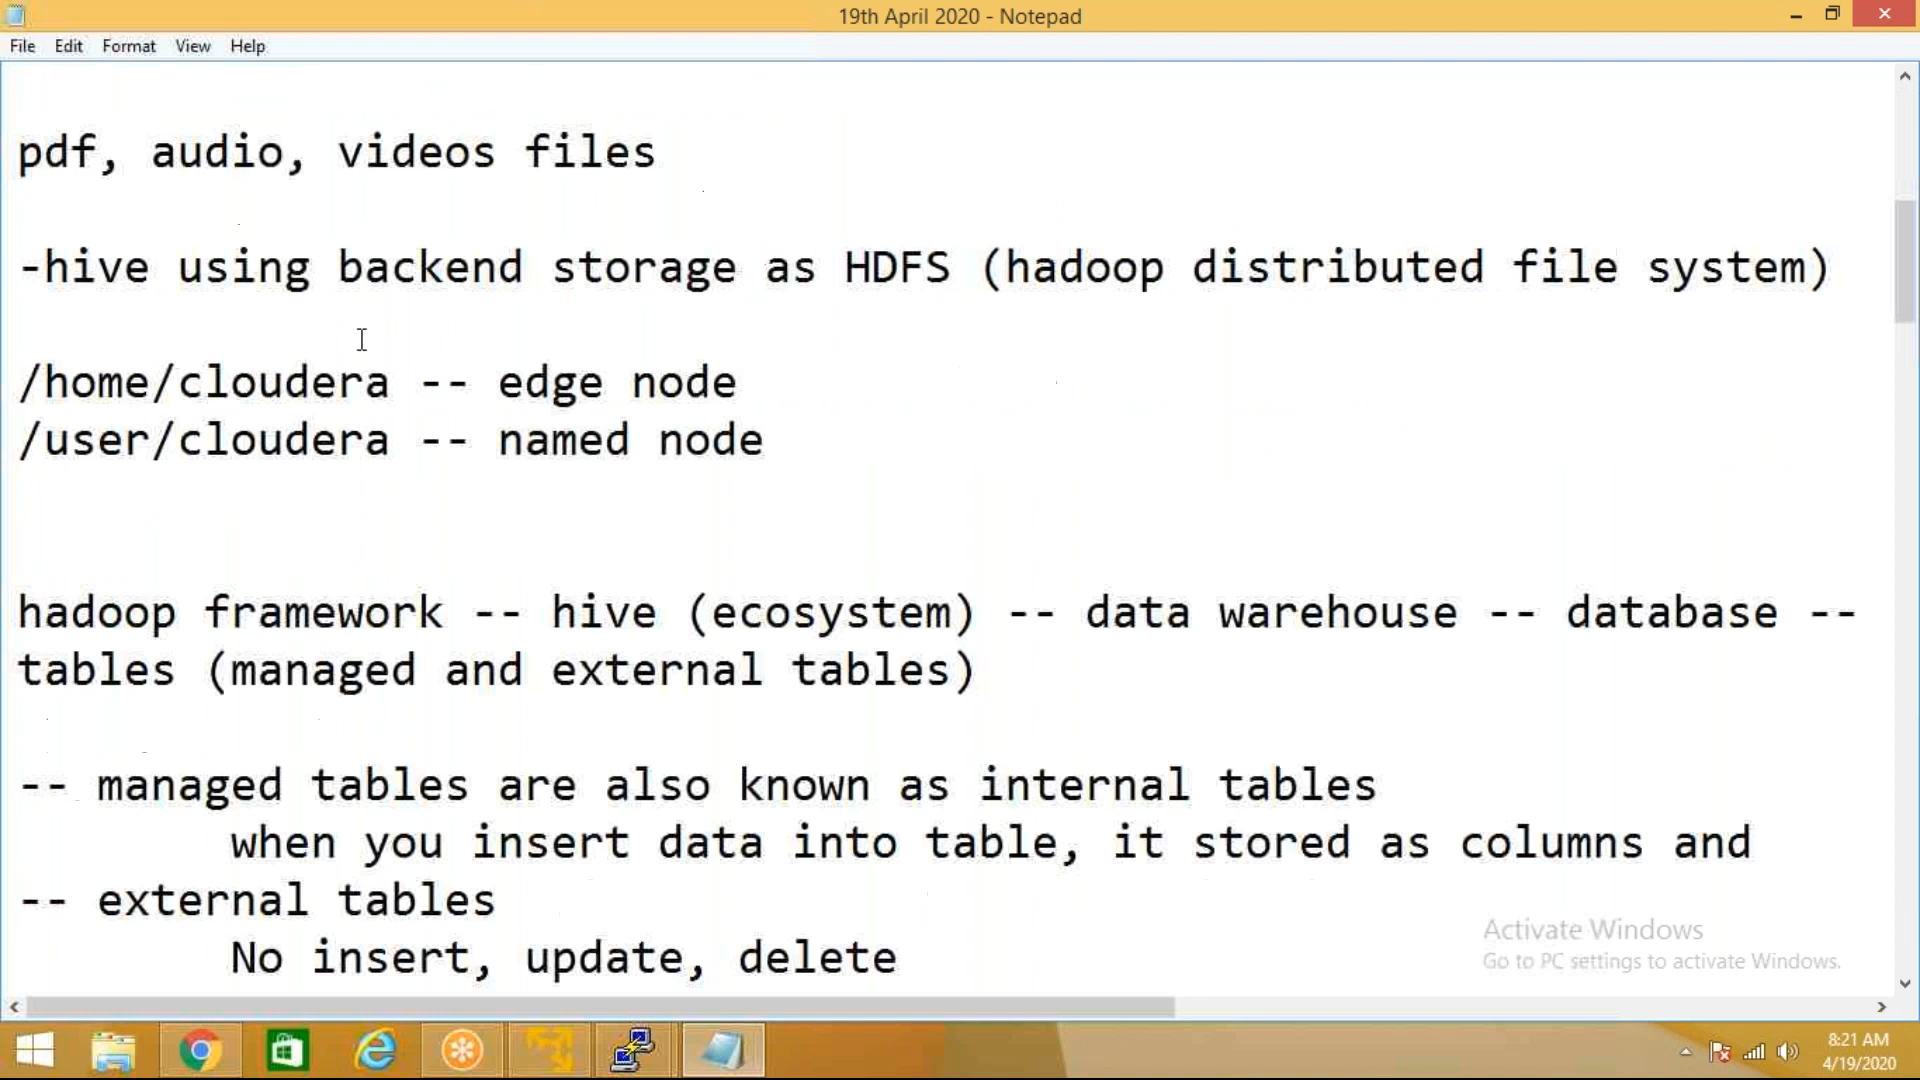 19th April 2020 - Notepad
File Edit Format View Help
pdf, audio, videos files
-hive using backend storage as HDFS (hadoop distributed file system)
/home/cloudera -- edge node
/user/cloudera -- named node
hadoop framework -- hive (ecosystem) -- data warehouse -- database --
tables (managed and external tables)
-- managed tables are also known as internal tables
when you insert data into table, it stored as columns and
-- external tables
No insert, update, delete
Activate Windows
Go to PC settings to activate Windows.
8:21 AM
4/19/2020